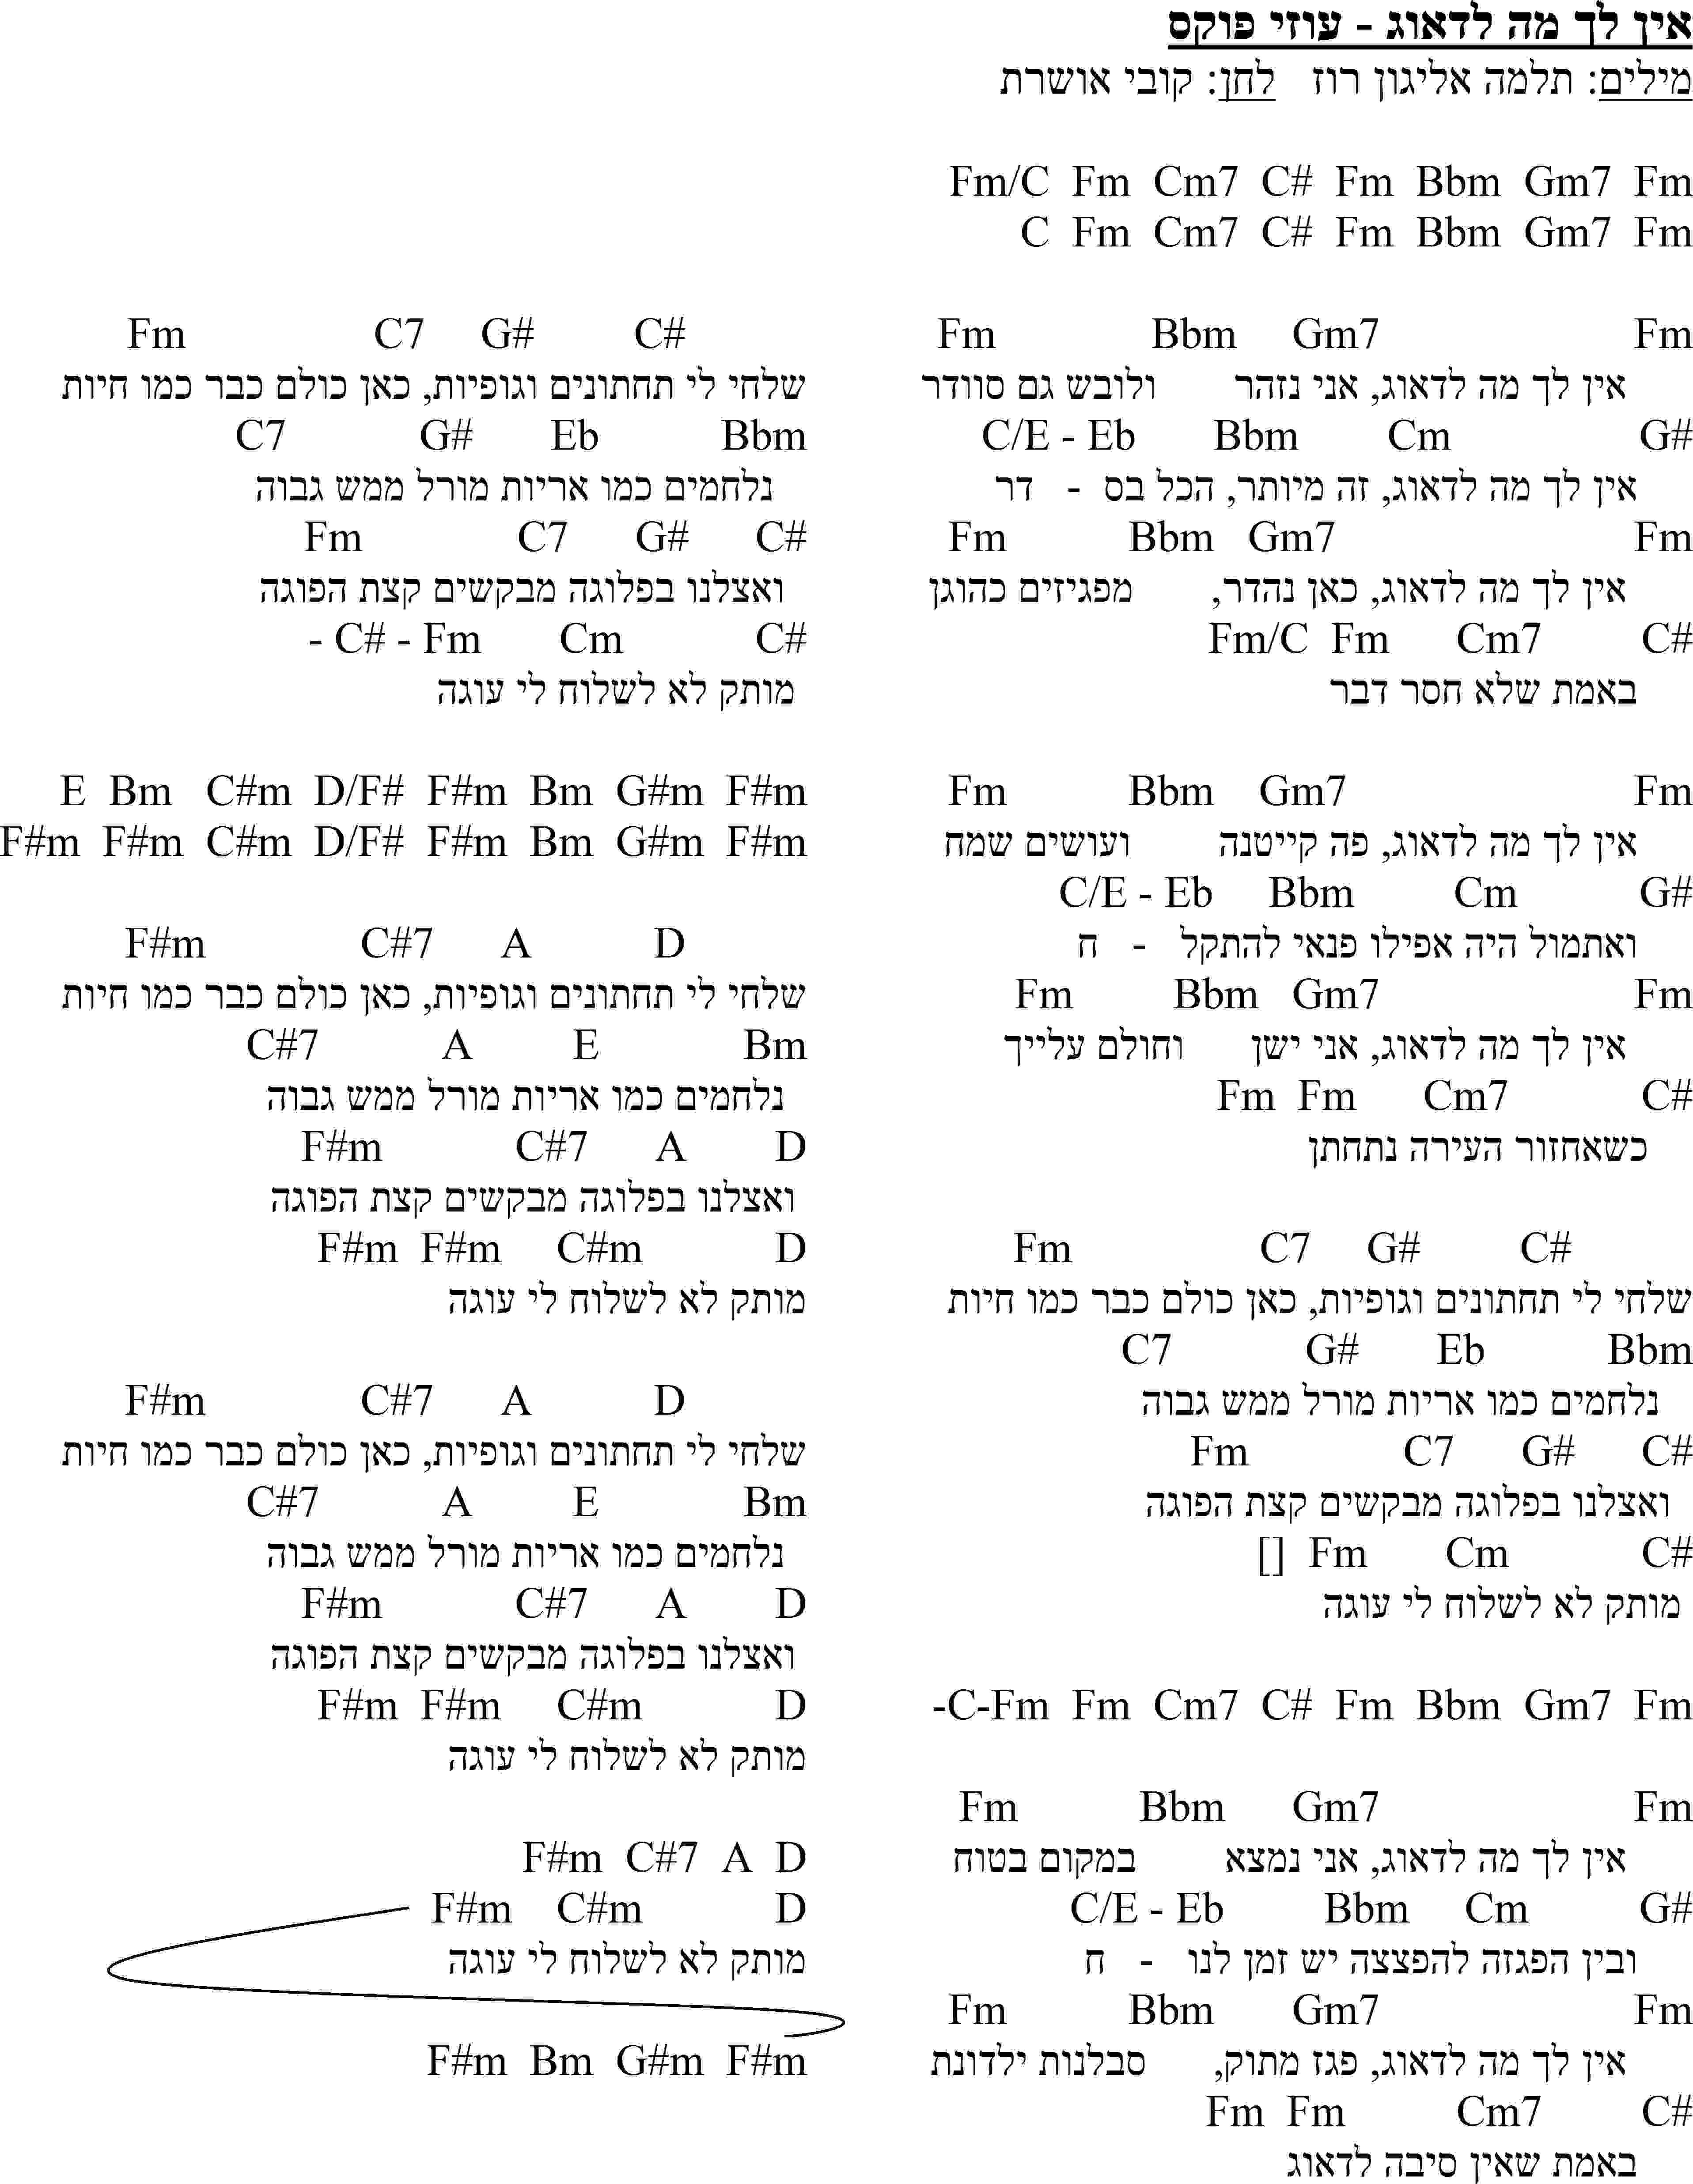 אין לך מה לדאוג - עוזי פוקס
מילים: תלמה אליגון רוז לחן: קובי אושרת
Fm/C Fm Cm7 C# Fm Bbm Gm7 Fm
C Fm Cm7 C# Fm Bbm Gm7 Fm
Fm Bbm Gm7 Fm
אין לך מה לדאוג, אני נזהר ולובש גם סוודר
C/E - Eb Bbm Cm G#
אין לך מה לדאוג, זה מיותר, הכל בס - דר
Fm Bbm Gm7 Fm
אין לך מה לדאוג, כאן נהדר, מפגיזים כהוגן
Fm/C Fm Cm7 C#
באמת שלא חסר דבר
Fm Bbm Gm7 Fm
אין לך מה לדאוג, פה קייטנה ועושים שמח
C/E - Eb Bbm Cm G#
ואתמול היה אפילו פנאי להתקל - ח
Fm Bbm Gm7 Fm
אין לך מה לדאוג, אני ישן וחולם עלייך
Fm Fm Cm7 C#
כשאחזור העירה נתחתן
Fm C7 G# C#
שלחי לי תחתונים וגופיות, כאן כולם כבר כמו חיות
C7 G# Eb Bbm
נלחמים כמו אריות מורל ממש גבוה
Fm C7 G# C#
ואצלנו בפלוגה מבקשים קצת הפוגה
[] Fm Cm C#
מותק לא לשלוח לי עוגה
-C-Fm Fm Cm7 C# Fm Bbm Gm7 Fm
Fm Bbm Gm7 Fm
אין לך מה לדאוג, אני נמצא במקום בטוח
C/E - Eb Bbm Cm G#
ובין הפגזה להפצצה יש זמן לנו - ח
Fm Bbm Gm7 Fm
אין לך מה לדאוג, פגז מתוק, סבלנות ילדונת
Fm Fm Cm7 C#
באמת שאין סיבה לדאוג
Fm C7 G# C#
שלחי לי תחתונים וגופיות, כאן כולם כבר כמו חיות
C7 G# Eb Bbm
נלחמים כמו אריות מורל ממש גבוה
Fm C7 G# C#
ואצלנו בפלוגה מבקשים קצת הפוגה
- C# - Fm Cm C#
מותק לא לשלוח לי עוגה
E Bm C#m D/F# F#m Bm G#m F#m
F#m F#m C#m D/F# F#m Bm G#m F#m
F#m C#7 A D
שלחי לי תחתונים וגופיות, כאן כולם כבר כמו חיות
C#7 A E Bm
נלחמים כמו אריות מורל ממש גבוה
F#m C#7 A D
ואצלנו בפלוגה מבקשים קצת הפוגה
F#m F#m C#m D
מותק לא לשלוח לי עוגה
F#m C#7 A D
שלחי לי תחתונים וגופיות, כאן כולם כבר כמו חיות
C#7 A E Bm
נלחמים כמו אריות מורל ממש גבוה
F#m C#7 A D
ואצלנו בפלוגה מבקשים קצת הפוגה
F#m F#m C#m D
מותק לא לשלוח לי עוגה
F#m C#7 A D
F#m C#m D
מותק לא לשלוח לי עוגה
F#m Bm G#m F#m